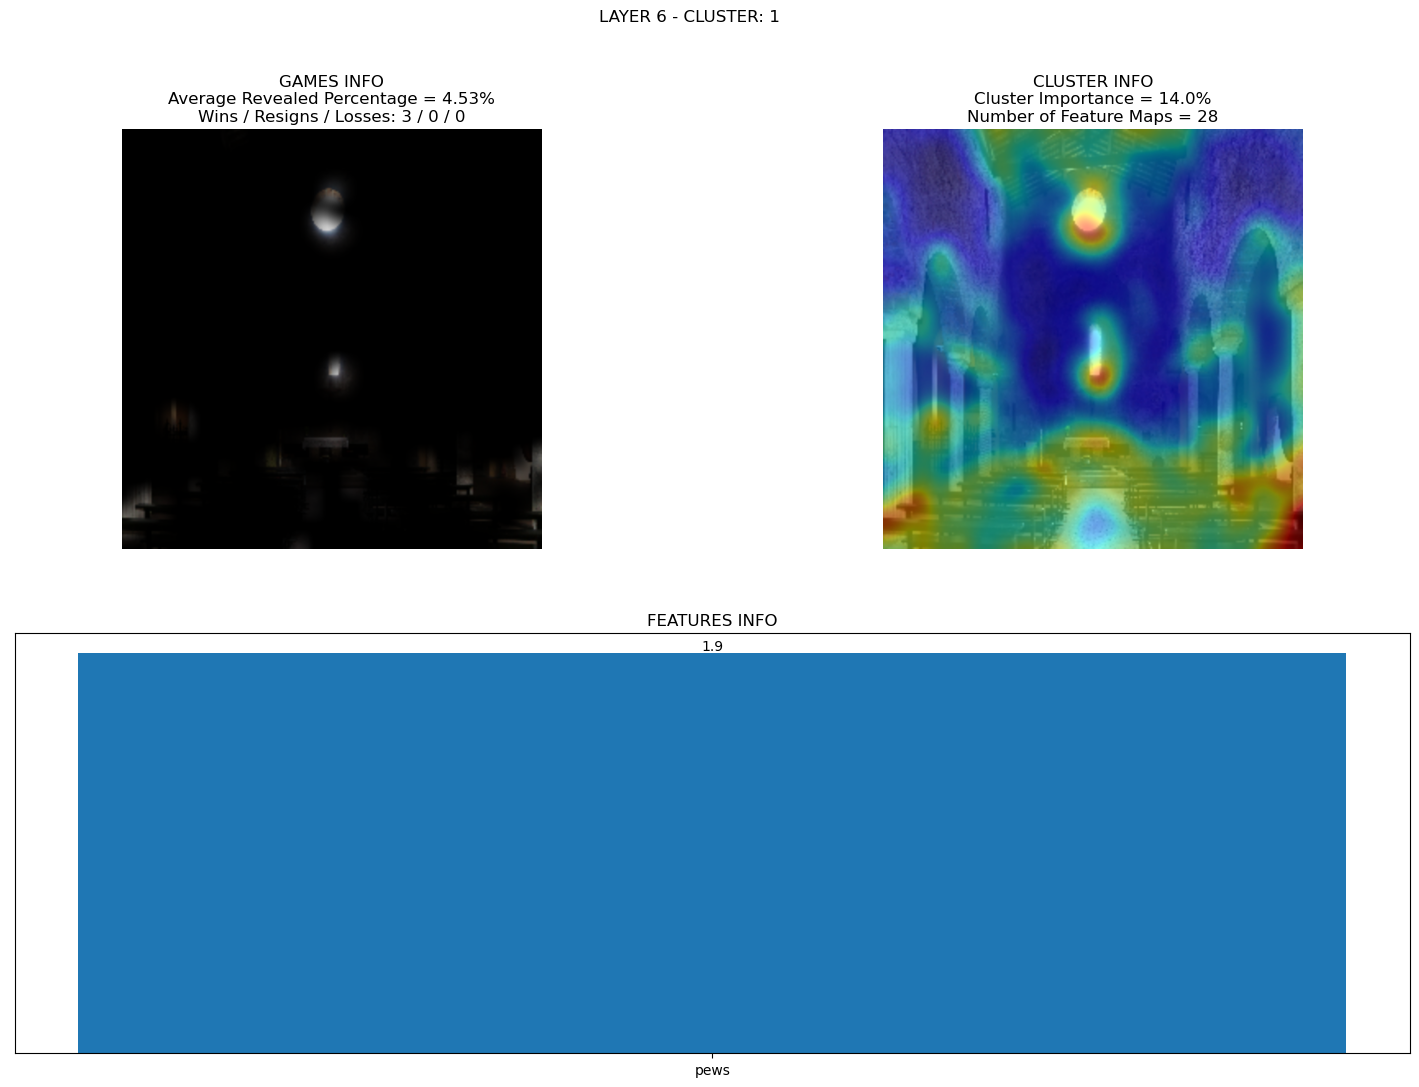 LAYER 6 - CLUSTER: 1
GAMES INFO
Average Revealed Percentage = 4.53%
Wins / Resigns / Losses: 3 / 0 / 0
CLUSTER INFO
Cluster Importance = 14.0%
Number of Feature Maps = 28
FEATURES INFO
1.9
pews